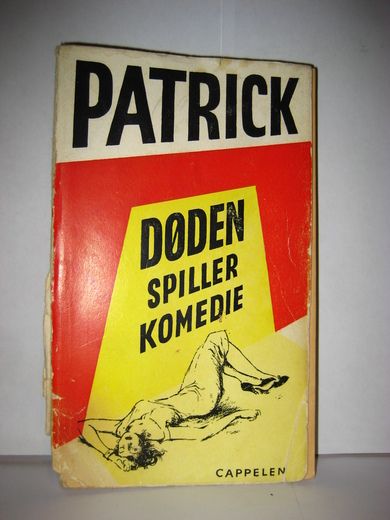 PATRICK
DØDEN
SPILLER
KOMEDIE
CAPPELEN